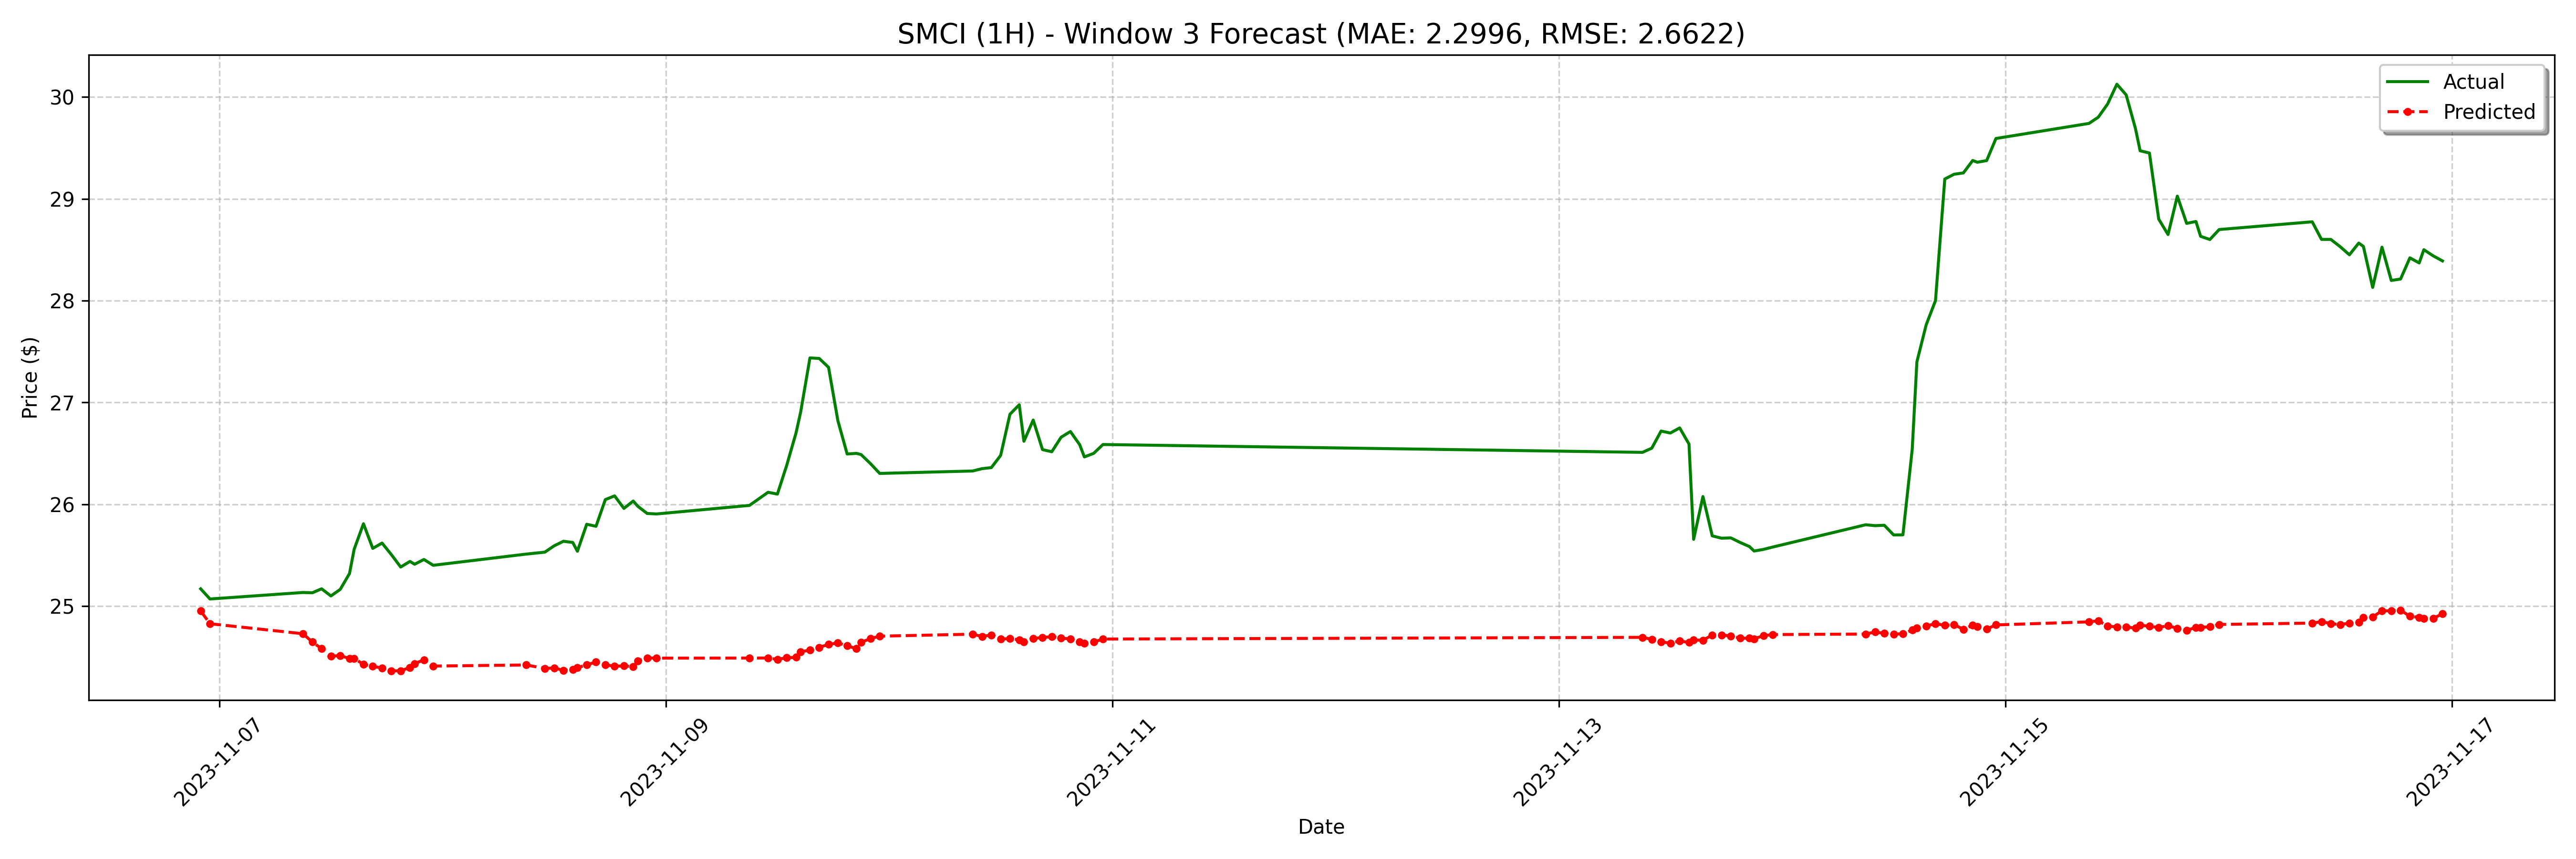 SMCI (1H) - Window 3 Forecast (MAE: 2.2996, RMSE: 2.6622)
Actual
Predicted
Price ($)
30
29
28
27
26
25
2023-11-07
2023-11-09
2023-11-11
2023-11-13
2023-11-15
2023-11-17
Date